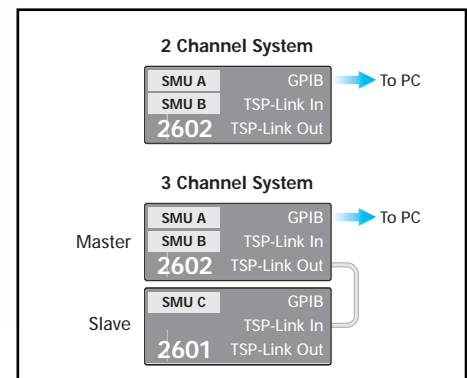 2 Channel System
SMU A GPIB To PC
SMU B TSP-Link In
2602 TSP-Link Out
3 Channel System
SMU A GPIB To PC
Master SMU B TSP-Link In
2602 TSP-Link Out
SMU C GPIB
Slave TSP-Link In
2601 TSP-Link Out